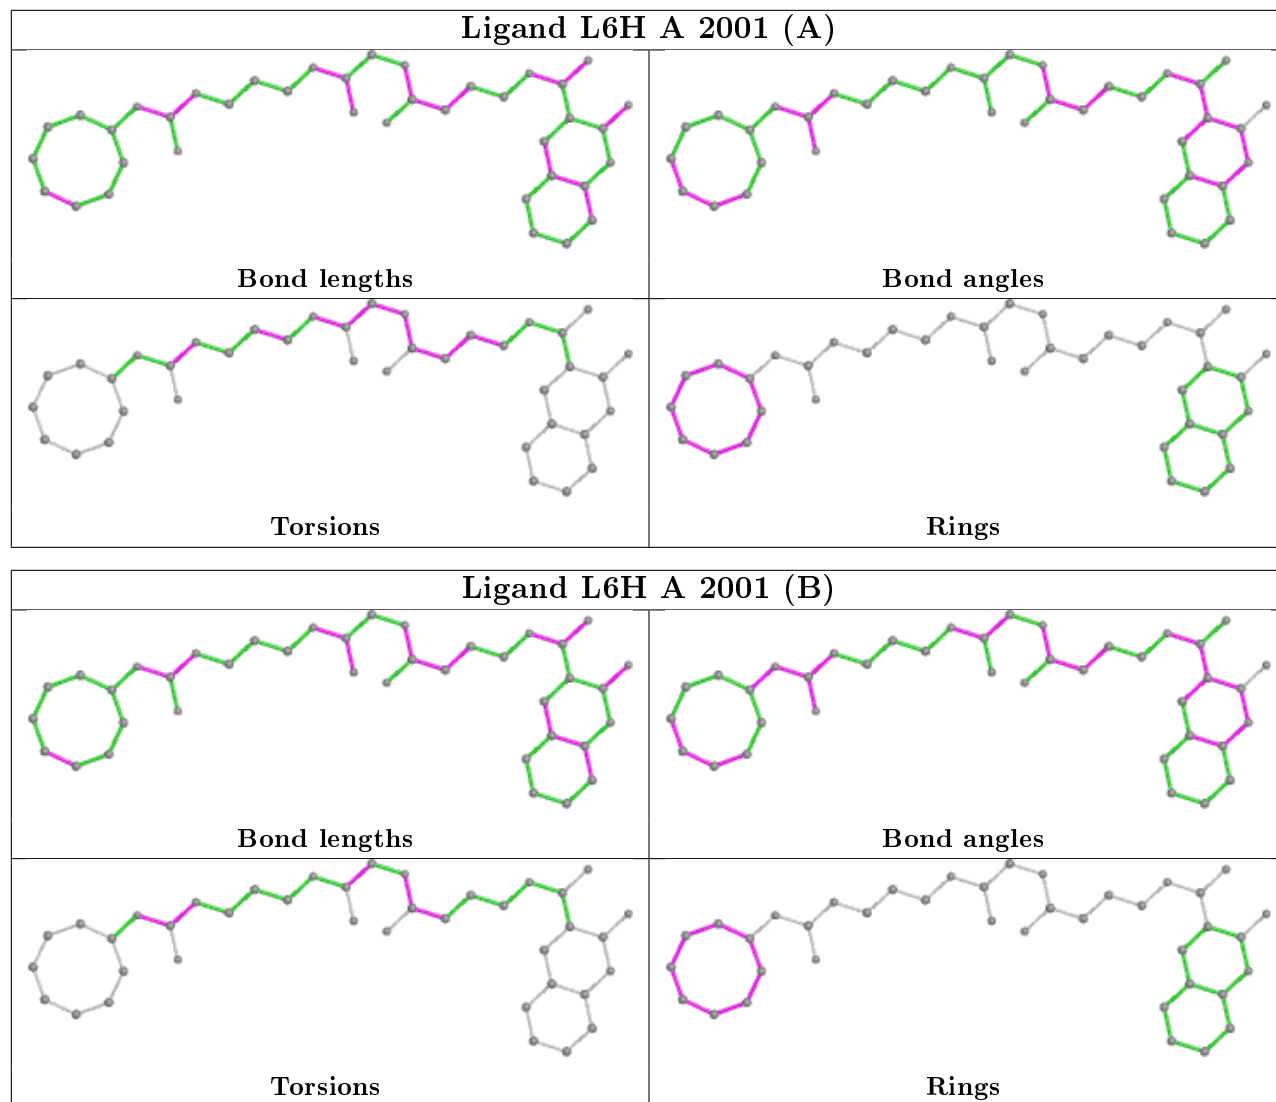 Ligand L6H A 2001 (A)
Bond lengths
Bond angles
Torsions
Rings
Ligand L6H A 2001 (B)
Bond lengths
Bond angles
Torsions
Rings